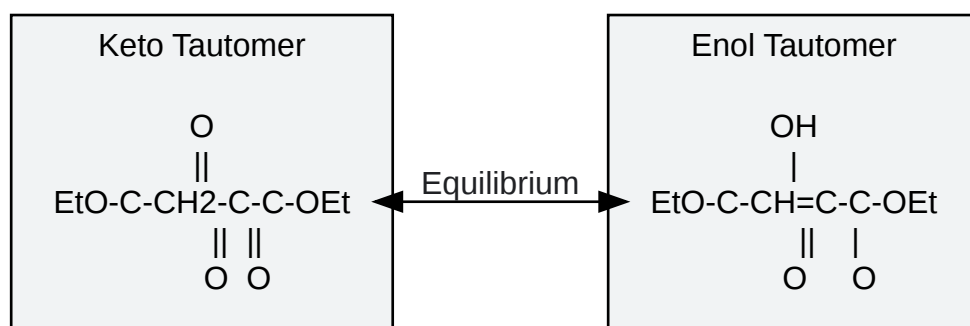 Keto Tautomer
O
||
EtO-C-CH2-C-C-OEt
|| ||
O O
Equilibrium
Enol Tautomer
OH
|
EtO-C-CH=C-C-OEt
|| |
O O